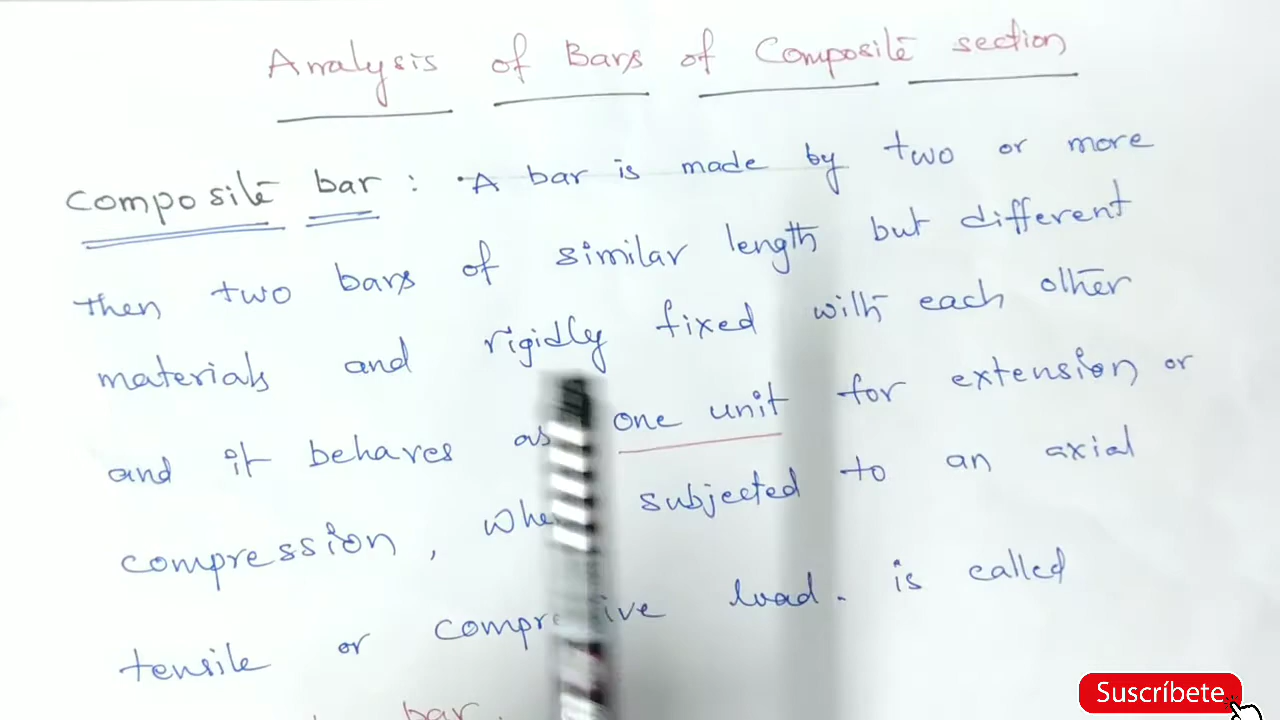 Analysis of Bars of Composite section
Composite bar : A bar is made by two or more
then two bars of similar length but different
materials and rigidly fixed with each other
and it behaves as one unit for extension or
compression, whe subjected to an axial
tensile or compre ive load. is called
bar.
Suscríbete